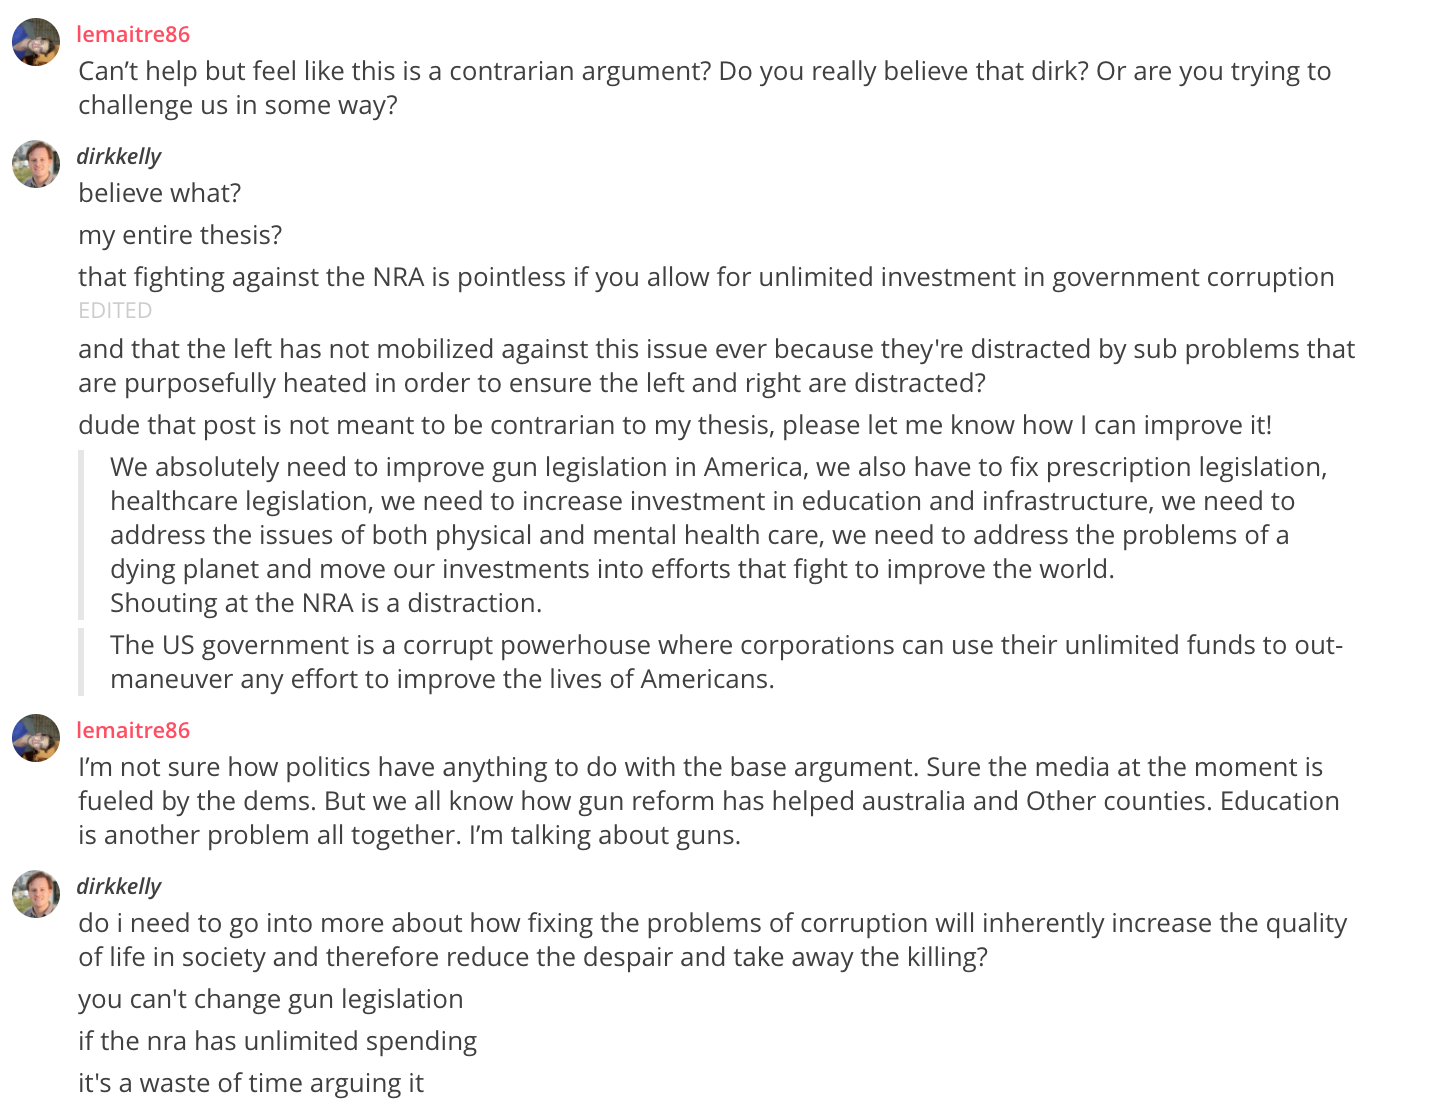 lemaitre86
Can’t help but feel like this is a contrarian argument? Do you really believe that dirk? Or are you trying to
challenge us in some way?
dirkkelly
believe what?
my entire thesis?
that fighting against the NRA is pointless if you allow for unlimited investment in government corruption
EDITED
and that the left has not mobilized against this issue ever because they're distracted by sub problems that
are purposefully heated in order to ensure the left and right are distracted?
dude that post is not meant to be contrarian to my thesis, please let me know how I can improve it!
We absolutely need to improve gun legislation in America, we also have to fix prescription legislation,
healthcare legislation, we need to increase investment in education and infrastructure, we need to
address the issues of both physical and mental health care, we need to address the problems of a
dying planet and move our investments into efforts that fight to improve the world.
Shouting at the NRA is a distraction.
The US government is a corrupt powerhouse where corporations can use their unlimited funds to out-
maneuver any effort to improve the lives of Americans.
lemaitre86
I’m not sure how politics have anything to do with the base argument. Sure the media at the moment is
fueled by the dems. But we all know how gun reform has helped australia and Other counties. Education
is another problem all together. I’m talking about guns.
dirkkelly
do i need to go into more about how fixing the problems of corruption will inherently increase the quality
of life in society and therefore reduce the despair and take away the killing?
you can't change gun legislation
if the nra has unlimited spending
it's a waste of time arguing it